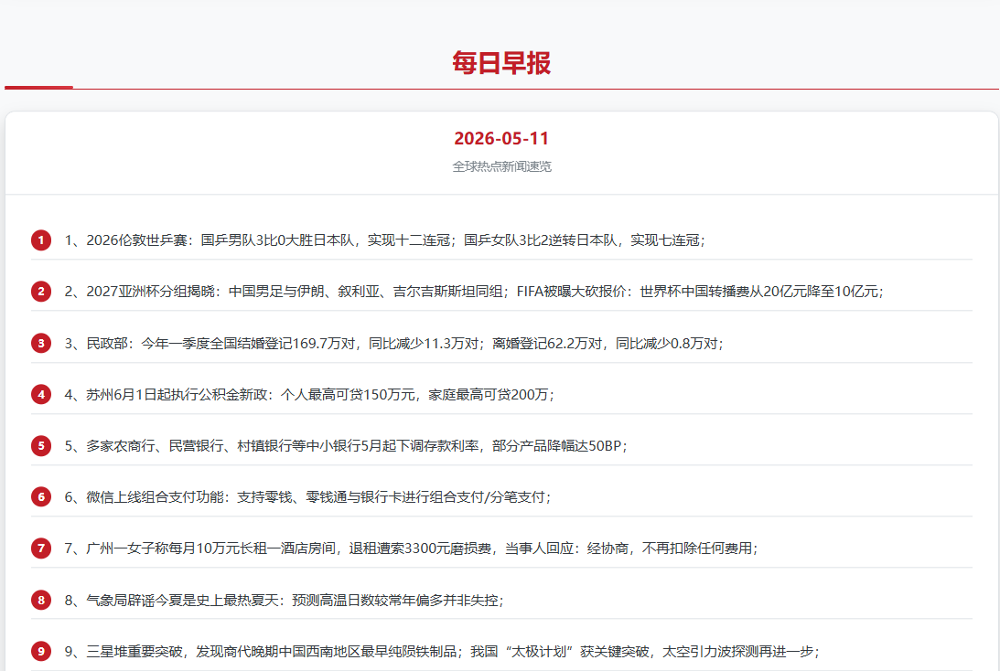 每日早报
2026-05-11
全球热点新闻速览
1 1、2026伦敦世乒赛：国乒男队3比0大胜日本队，实现十二连冠；国乒女队3比2逆转日本队，实现七连冠；
2 2、2027亚洲杯分组揭晓：中国男足与伊朗、叙利亚、吉尔吉斯斯坦同组；FIFA被曝大砍报价：世界杯中国转播费从20亿元降至10亿元；
3 3、民政部：今年一季度全国结婚登记169.7万对，同比减少11.3万对；离婚登记62.2万对，同比减少0.8万对；
4 4、苏州6月1日起执行公积金新政：个人最高可贷150万元，家庭最高可贷200万；
5 5、多家农商行、民营银行、村镇银行等中小银行5月起下调存款利率，部分产品降幅达50BP；
6 6、微信上线组合支付功能：支持零钱、零钱通与银行卡进行组合支付/分笔支付；
7 7、广州一女子称每月10万元长租一酒店房间，退租遭索3300元磨损费，当事人回应：经协商，不再扣除任何费用；
8 8、气象局辟谣今夏是史上最热夏天：预测高温日数较常年偏多并非失控；
9 9、三星堆重要突破，发现商代晚期中国西南地区最早纯陨铁制品；我国“太极计划”获关键突破，太空引力波探测再进一步；